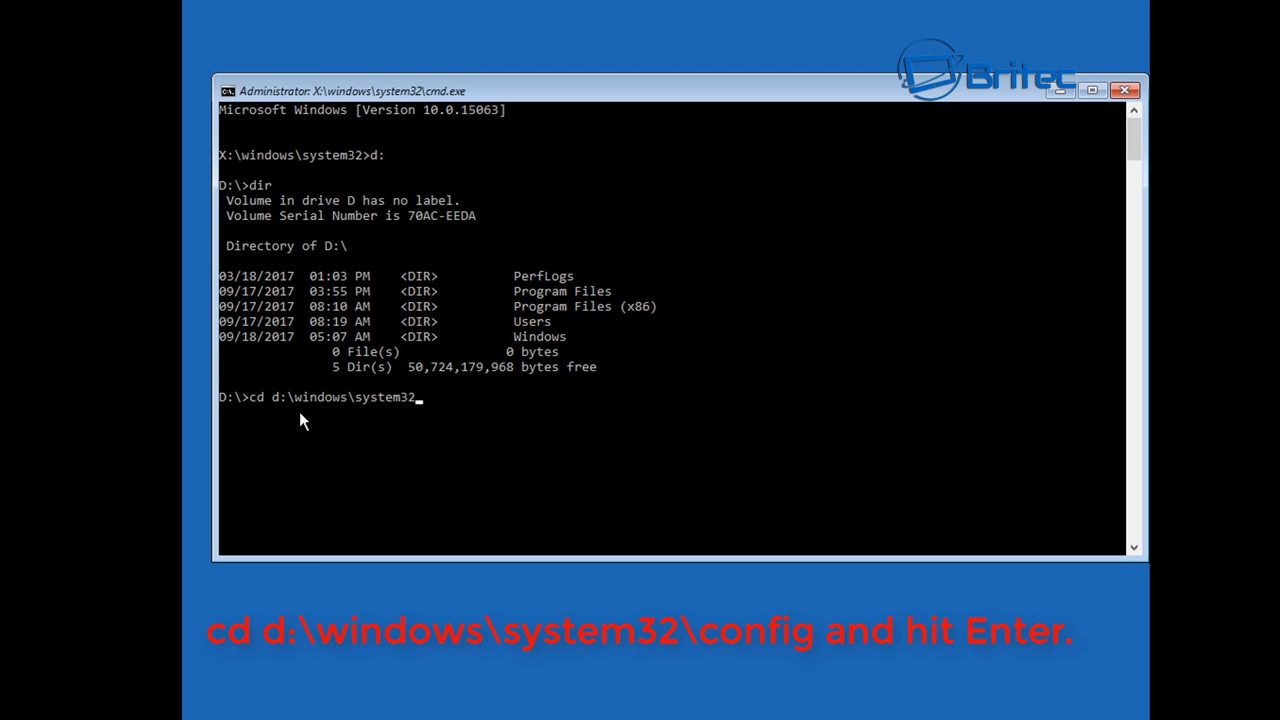 Britec
Administrator: X:\windows\system32\cmd.exe
Microsoft Windows [Version 10.0.15063]
X:\windows\system32>d:
D:\>dir
Volume in drive D has no label.
Volume Serial Number is 70AC-EEDA
Directory of D:\
03/18/2017 01:03 PM <DIR> PerfLogs
09/17/2017 03:55 PM <DIR> Program Files
09/17/2017 08:10 AM <DIR> Program Files (x86)
09/17/2017 08:19 AM <DIR> Users
09/18/2017 05:07 AM <DIR> Windows
0 File(s) 0 bytes
5 Dir(s) 50,724,179,968 bytes free
D:\>cd d:\windows\system32_
cd d:\windows\system32\config and hit Enter.